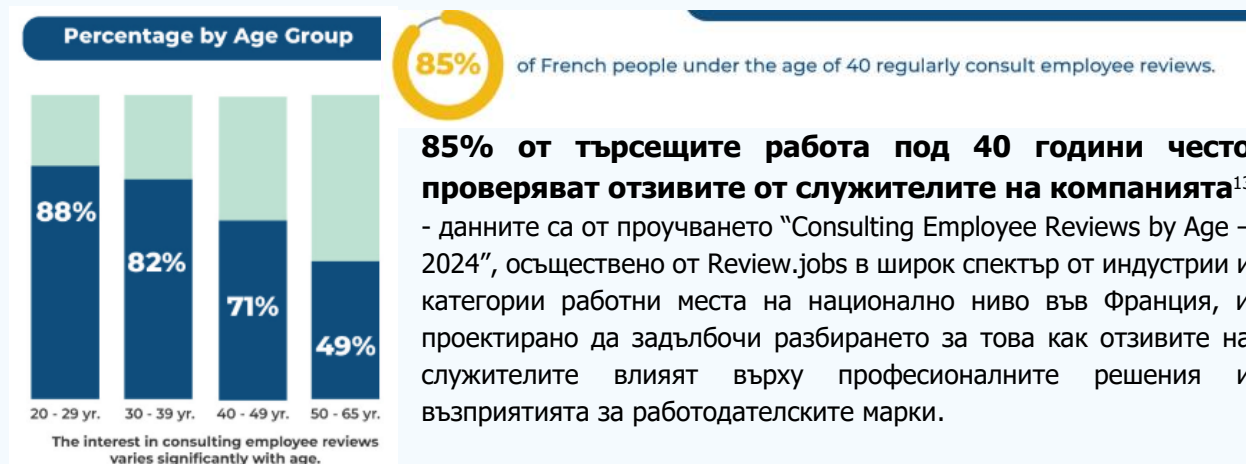 Percentage by Age Group
88%
82%
71%
49%
20 - 29 yr. 30 - 39 yr. 40 - 49 yr. 50 - 65 yr.
The interest in consulting employee reviews
varies significantly with age.
85% of French people under the age of 40 regularly consult employee reviews.
85% от търсещите работа под 40 години често
проверяват отзивите от служителите на компанията13
- данните са от проучването “Consulting Employee Reviews by Age –
2024”, осъществено от Review.jobs в широк спектър от индустрии и
категории работни места на национално ниво във Франция, и
проектирано да задълбочи разбирането за това как отзивите на
служителите влияят върху професионалните решения и
възприятията за работодателските марки.